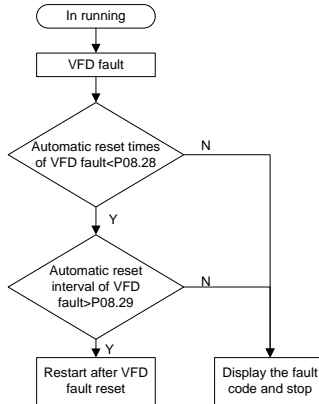 In running
VFD fault
Automatic reset times
of VFD fault<P08.28
N
Y
Automatic reset
interval of VFD
fault>P08.29
N
Y
Restart after VFD
fault reset
Display the fault
code and stop